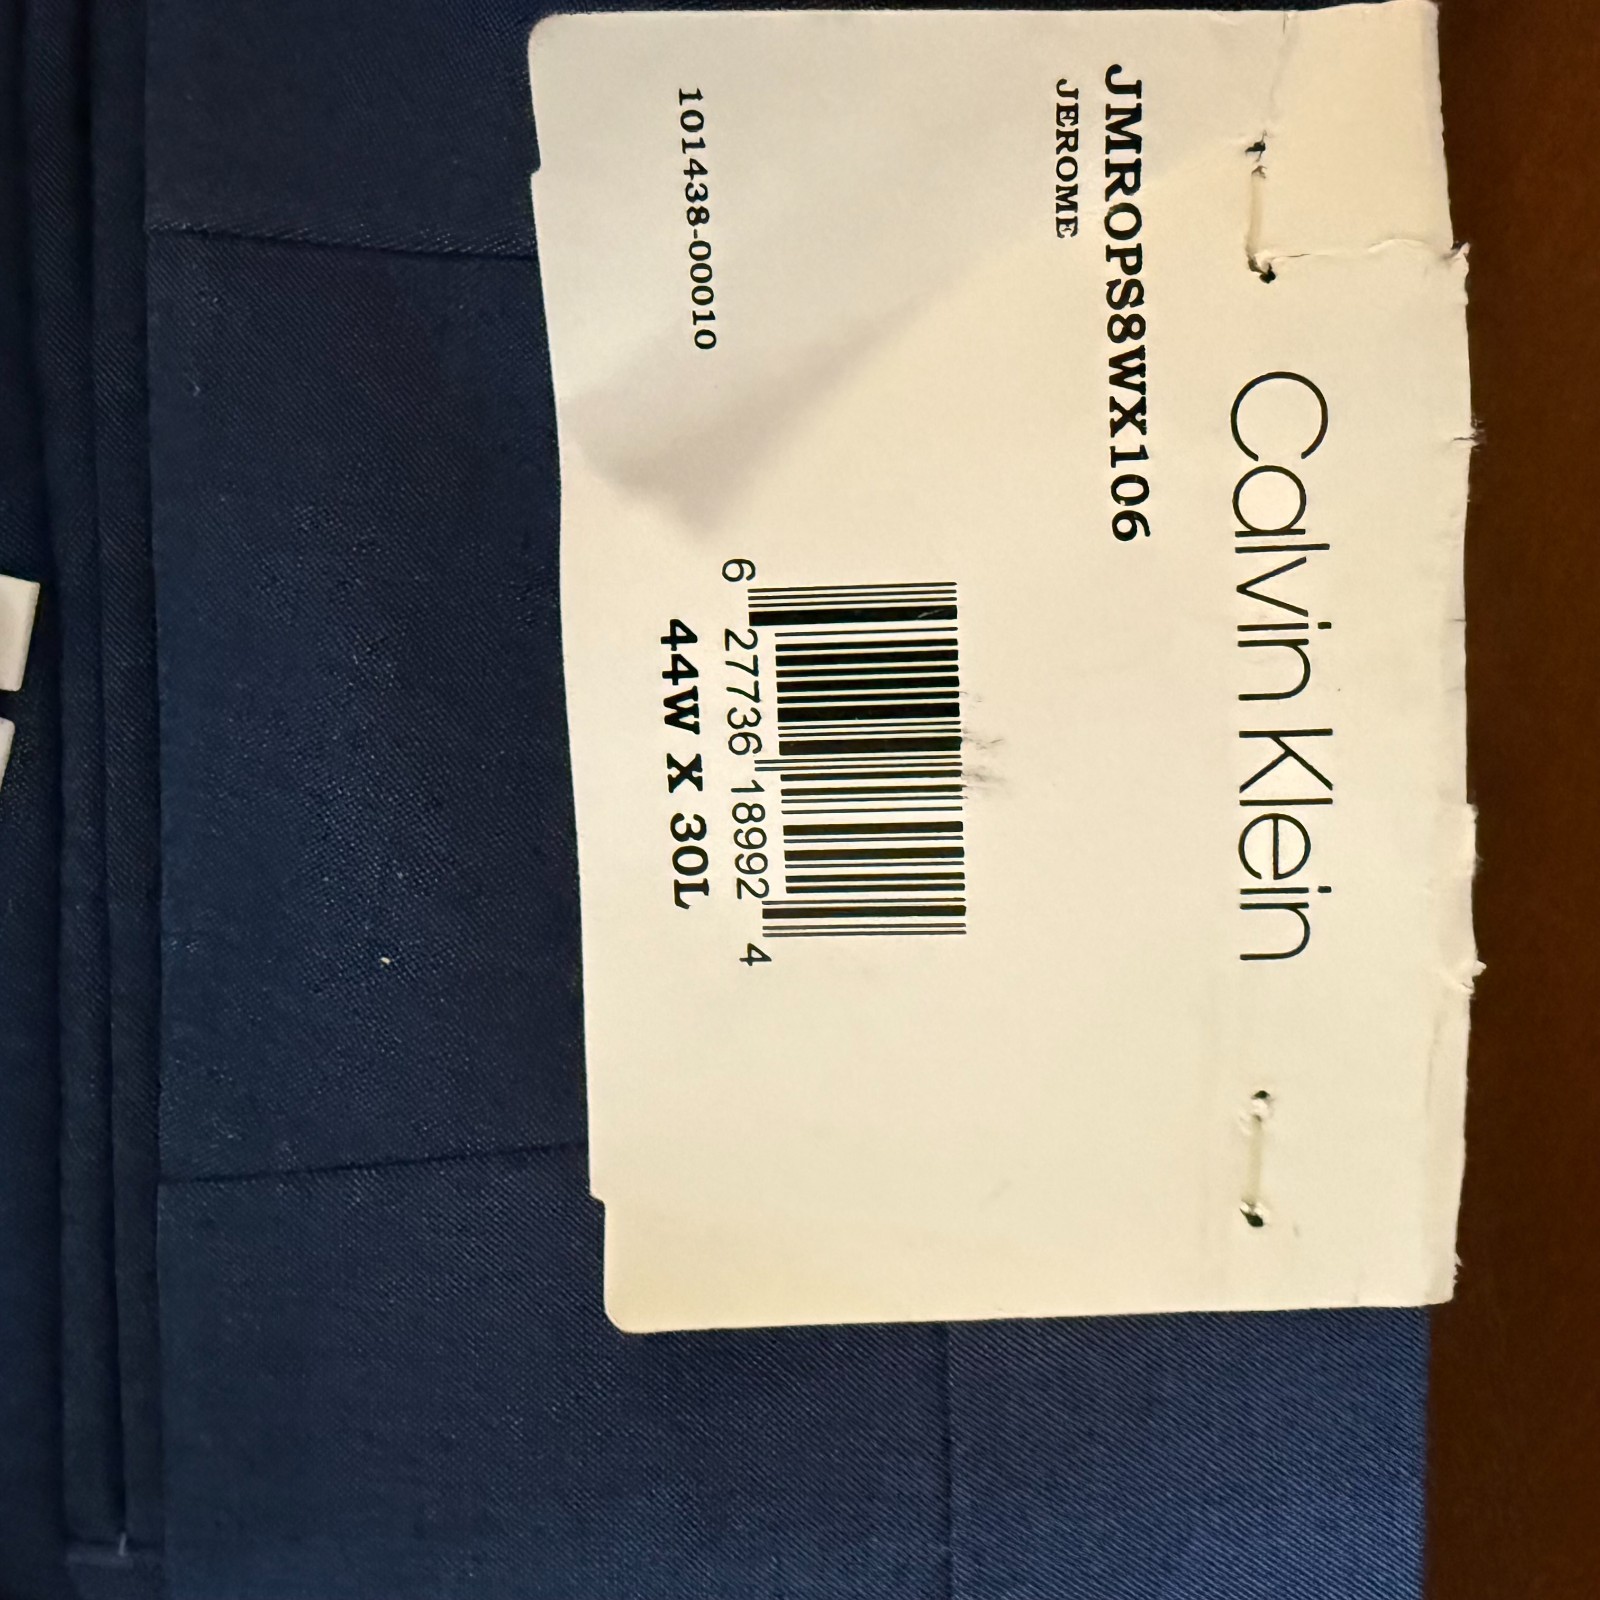 Calvin Klein
JMROPS8WX106
JEROME
6 27736 18992 4
44W X 30L
101438-00010